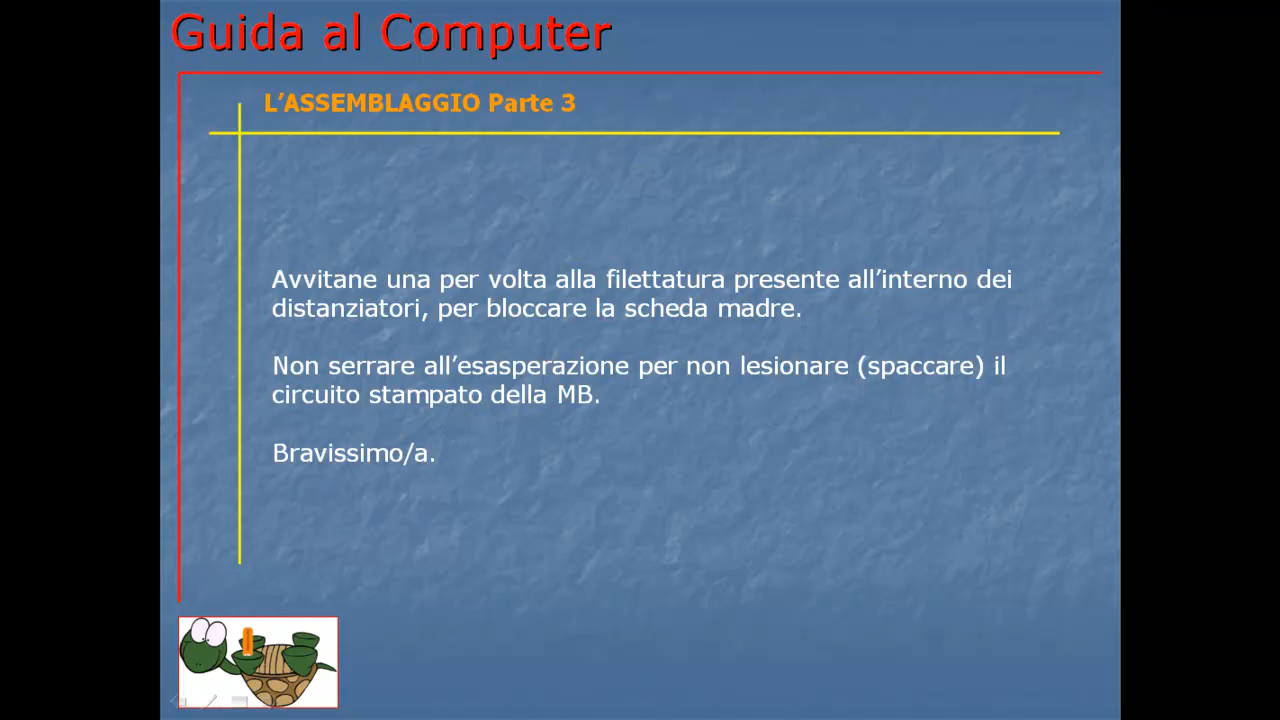 Guida al Computer
L’ASSEMBLAGGIO Parte 3
Avvitane una per volta alla filettatura presente all’interno dei
distanziatori, per bloccare la scheda madre.
Non serrare all’esasperazione per non lesionare (spaccare) il
circuito stampato della MB.
Bravissimo/a.